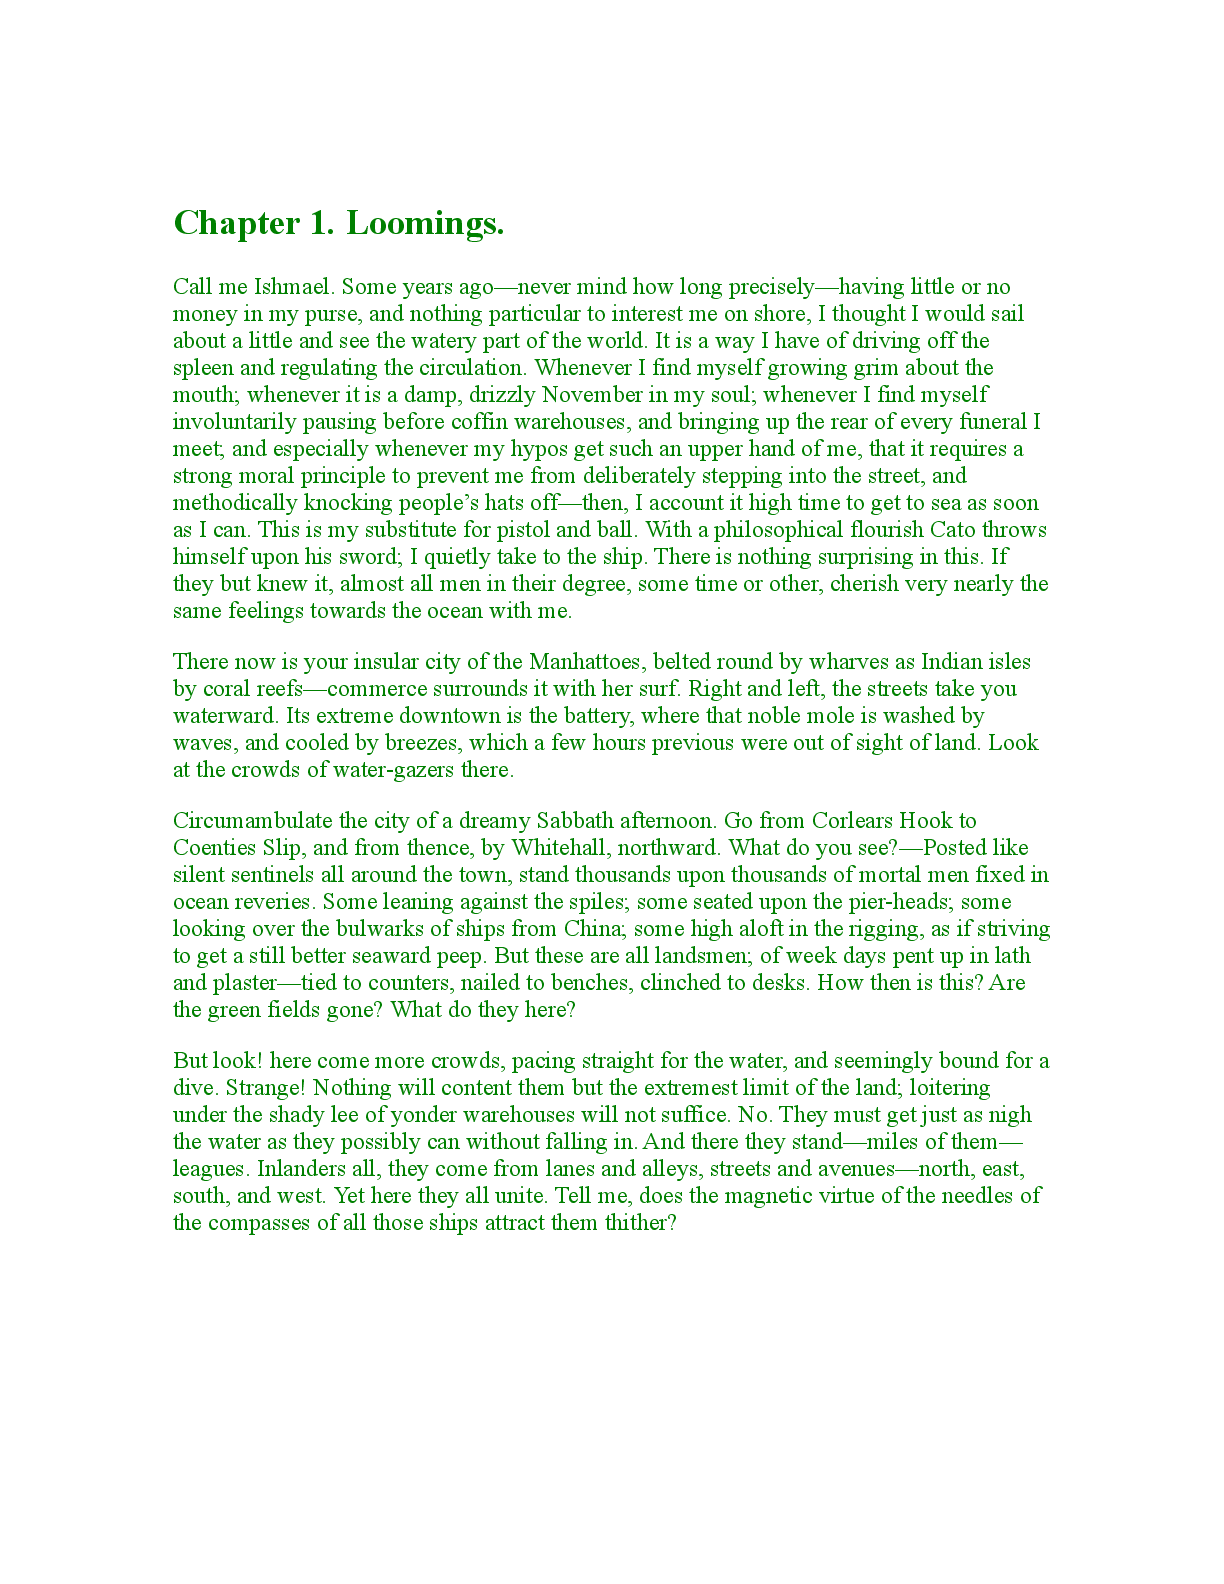 Chapter 1. Loomings.
Call me Ishmael. Some years ago—never mind how long precisely—having little or no
money in my purse, and nothing particular to interest me on shore, I thought I would sail
about a little and see the watery part of the world. It is a way I have of driving off the
spleen and regulating the circulation. Whenever I find myself growing grim about the
mouth; whenever it is a damp, drizzly November in my soul; whenever I find myself
involuntarily pausing before coffin warehouses, and bringing up the rear of every funeral I
meet; and especially whenever my hypos get such an upper hand of me, that it requires a
strong moral principle to prevent me from deliberately stepping into the street, and
methodically knocking people’s hats off—then, I account it high time to get to sea as soon
as I can. This is my substitute for pistol and ball. With a philosophical flourish Cato throws
himself upon his sword; I quietly take to the ship. There is nothing surprising in this. If
they but knew it, almost all men in their degree, some time or other, cherish very nearly the
same feelings towards the ocean with me.
There now is your insular city of the Manhattoes, belted round by wharves as Indian isles
by coral reefs—commerce surrounds it with her surf. Right and left, the streets take you
waterward. Its extreme downtown is the battery, where that noble mole is washed by
waves, and cooled by breezes, which a few hours previous were out of sight of land. Look
at the crowds of water-gazers there.
Circumambulate the city of a dreamy Sabbath afternoon. Go from Corlears Hook to
Coenties Slip, and from thence, by Whitehall, northward. What do you see?—Posted like
silent sentinels all around the town, stand thousands upon thousands of mortal men fixed in
ocean reveries. Some leaning against the spiles; some seated upon the pier-heads; some
looking over the bulwarks of ships from China; some high aloft in the rigging, as if striving
to get a still better seaward peep. But these are all landsmen; of week days pent up in lath
and plaster—tied to counters, nailed to benches, clinched to desks. How then is this? Are
the green fields gone? What do they here?
But look! here come more crowds, pacing straight for the water, and seemingly bound for a
dive. Strange! Nothing will content them but the extremest limit of the land; loitering
under the shady lee of yonder warehouses will not suffice. No. They must get just as nigh
the water as they possibly can without falling in. And there they stand—miles of them—
leagues. Inlanders all, they come from lanes and alleys, streets and avenues—north, east,
south, and west. Yet here they all unite. Tell me, does the magnetic virtue of the needles of
the compasses of all those ships attract them thither?